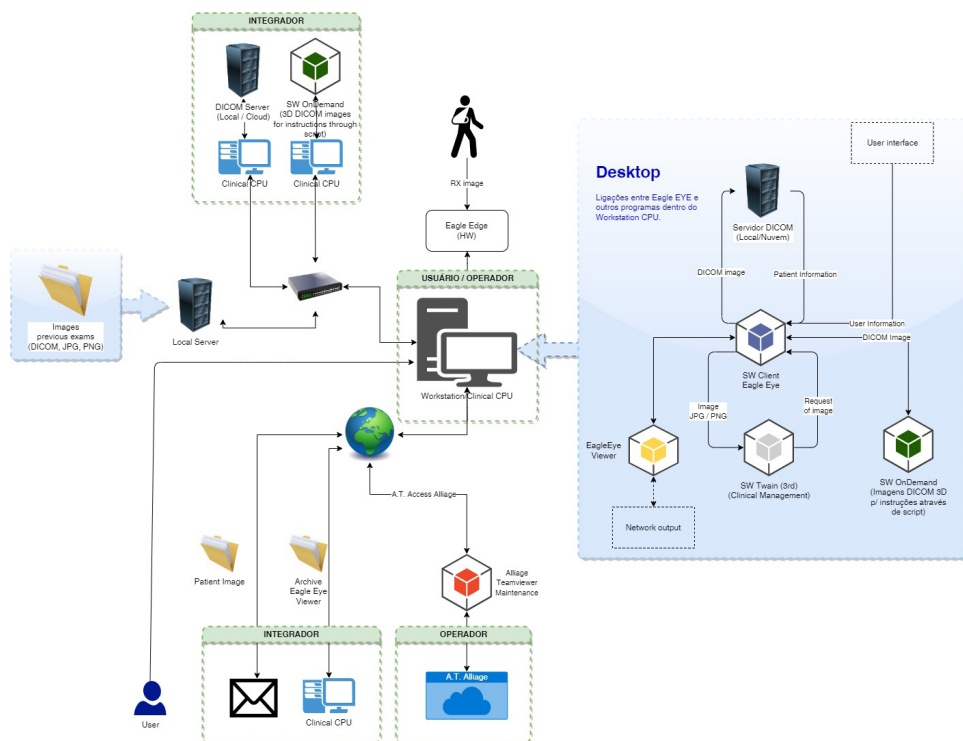 INTEGRADOR
DICOM Server
(Local / Cloud)
SW OnDemand
(3D DICOM images
for instructions through
script)
Clinical CPU
Clinical CPU
RX image
Eagle Edge
(HW)
USUÁRIO / OPERADOR
Workstation/Clinical CPU
Images
previous exams
(DICOM, JPG, PNG)
Local Server
A.T. Access Alliage
Patient Image
Archive
Eagle Eye
Viewer
Alliage
Teamviewer
Maintenance
INTEGRADOR
Clinical CPU
OPERADOR
A.T. Alliage
User
User interface
Desktop
Ligações entre Eagle EYE e
outros programas dentro do
Workstation CPU.
Servidor DICOM
(Local/Nuvem)
DICOM image
Patient Information
User Information
DICOM Image
SW Client
Eagle Eye
Image
JPG / PNG
Request
of image
EagleEye
Viewer
SW Twain (3rd)
(Clinical Management)
SW OnDemand
(Imagens DICOM 3D
p/ instruções através
de script)
Network output